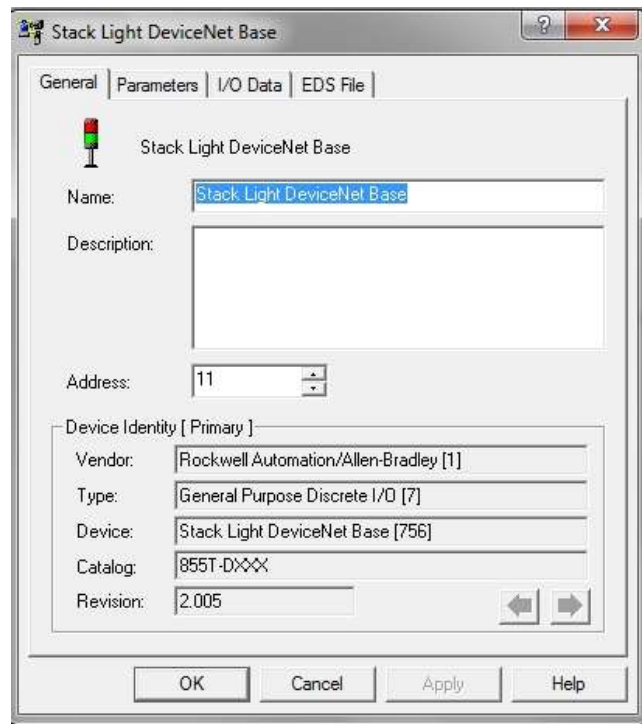 Stack Light DeviceNet Base
General Parameters I/O Data EDS File
Stack Light DeviceNet Base
Name: Stack Light DeviceNet Base
Description:
Address: 11
Device Identity [ Primary ]
Vendor: Rockwell Automation/Allen-Bradley [1]
Type: General Purpose Discrete I/O [7]
Device: Stack Light DeviceNet Base [756]
Catalog: 855T-DXXX
Revision: 2.005
OK Cancel Apply Help